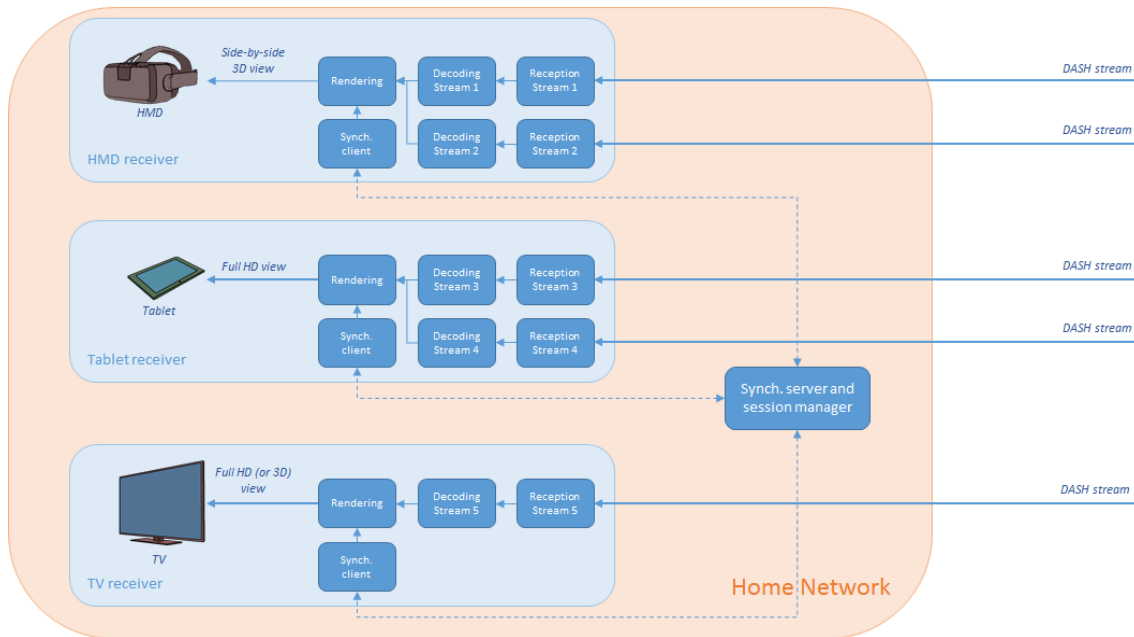 Side-by-side
3D view
HMD
Rendering
Decoding
Stream 1
Reception
Stream 1
DASH stream
Synch.
client
Decoding
Stream 2
Reception
Stream 2
DASH stream
HMD receiver
Full HD view
Tablet
Rendering
Decoding
Stream 3
Reception
Stream 3
DASH stream
Synch.
client
Decoding
Stream 4
Reception
Stream 4
DASH stream
Tablet receiver
Synch. server and
session manager
Full HD (or 3D)
view
TV
Rendering
Decoding
Stream 5
Reception
Stream 5
DASH stream
Synch.
client
TV receiver
Home Network